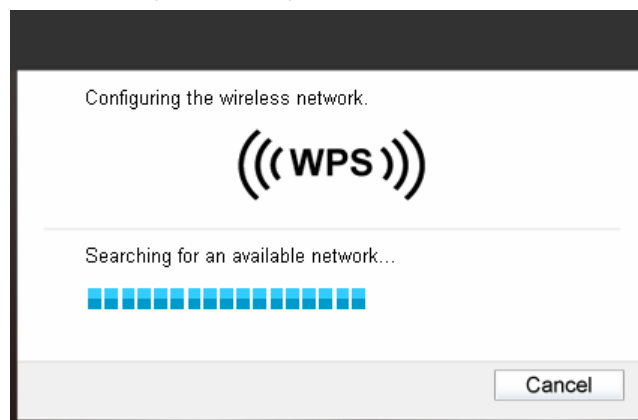 Configuring the wireless network.
(((WPS)))
Searching for an available network...
Cancel